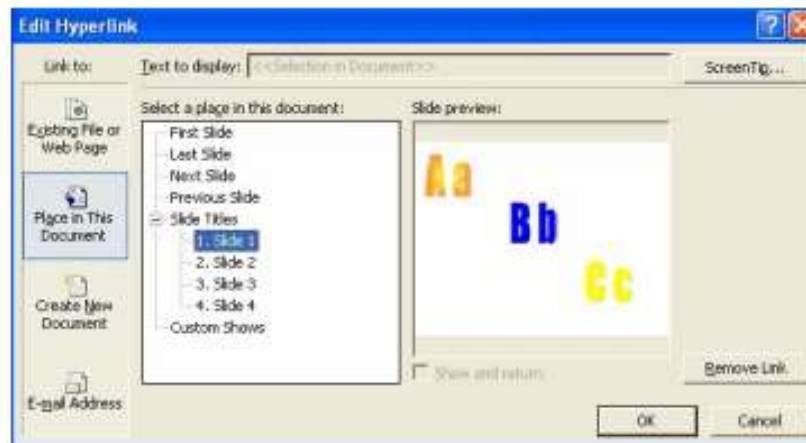 Edit Hyperlink
Link to:
Text to display: <<Selection in Document>>
ScreenTip...
Existing File or
Web Page
Place in This
Document
Create New
Document
E-mail Address
Select a place in this document:
First Slide
Last Slide
Next Slide
Previous Slide
Slide Titles
1. Slide 1
2. Slide 2
3. Slide 3
4. Slide 4
Custom Shows
Slide preview:
Aa
Bb
Cc
Show and return
Remove Link
OK
Cancel